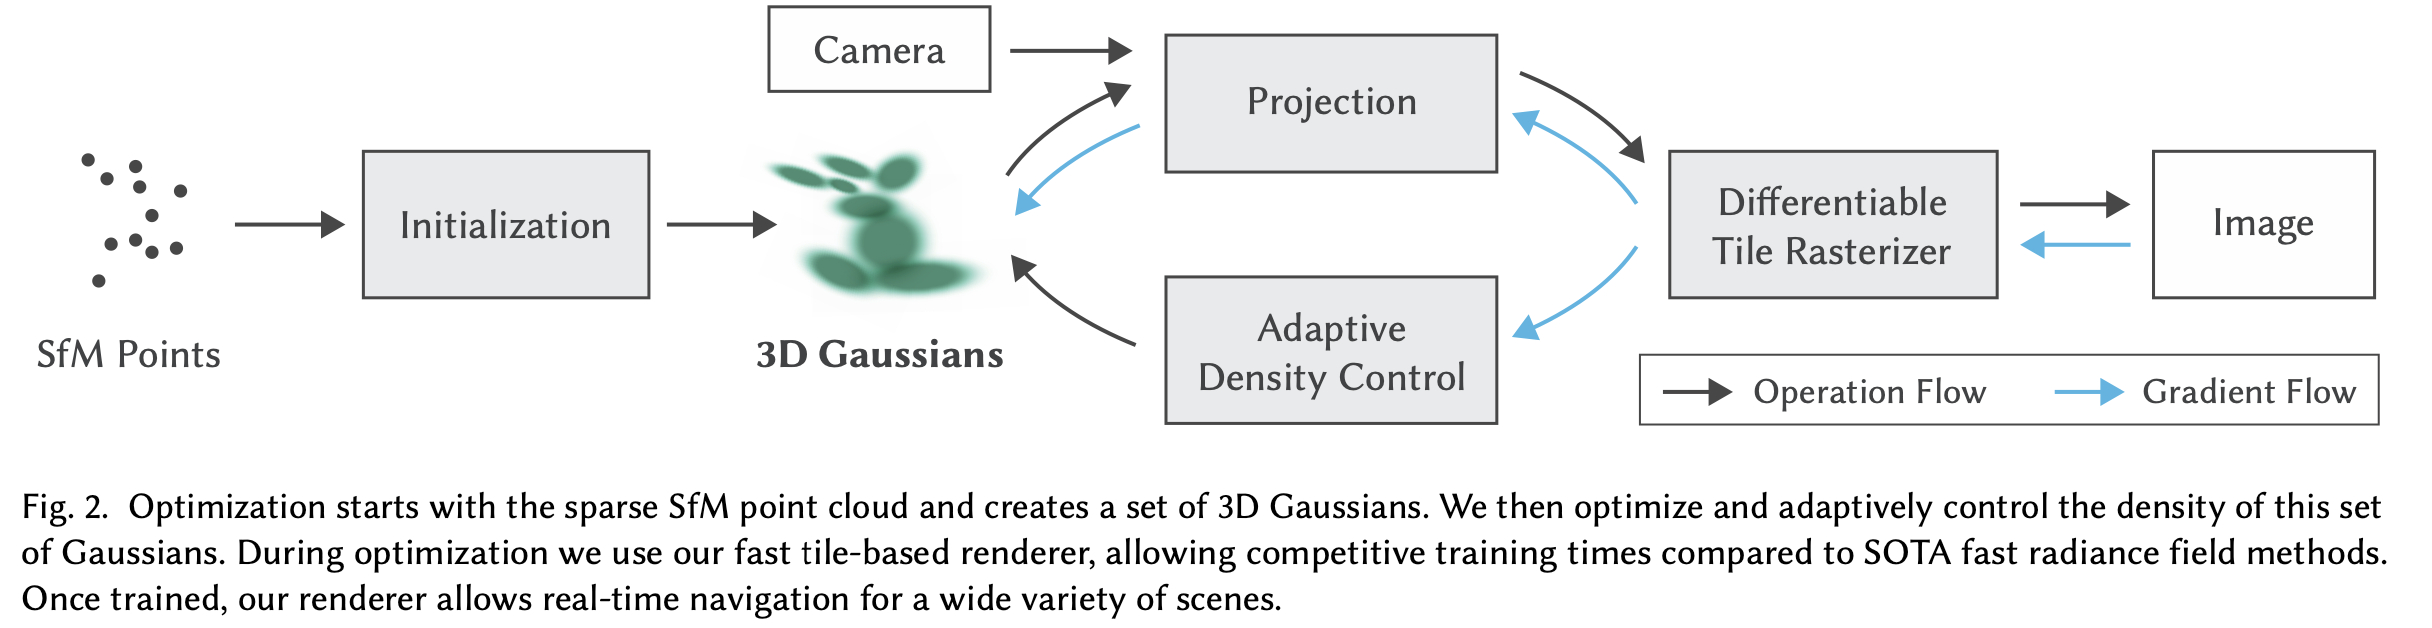 Camera
Projection
Initialization
Differentiable
Tile Rasterizer
Image
SfM Points
3D Gaussians
Adaptive
Density Control
Operation Flow
Gradient Flow
Fig. 2. Optimization starts with the sparse SfM point cloud and creates a set of 3D Gaussians. We then optimize and adaptively control the density of this set
of Gaussians. During optimization we use our fast tile-based renderer, allowing competitive training times compared to SOTA fast radiance field methods.
Once trained, our renderer allows real-time navigation for a wide variety of scenes.